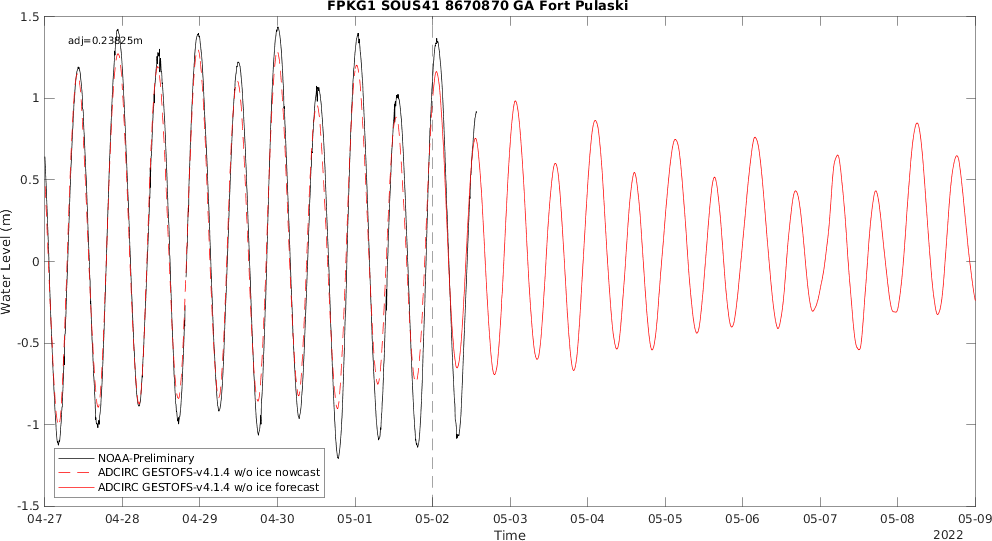 FPKG1 SOUS41 8670870 GA Fort Pulaski
1.5
adj=0.23825m
1
0.5
0
-0.5
-1
-1.5
Water Level (m)
NOAA-Preliminary
ADCIRC GESTOFS-v4.1.4 w/o ice nowcast
ADCIRC GESTOFS-v4.1.4 w/o ice forecast
04-27 04-28 04-29 04-30 05-01 05-02 05-03 05-04 05-05 05-06 05-07 05-08 05-09
Time
2022